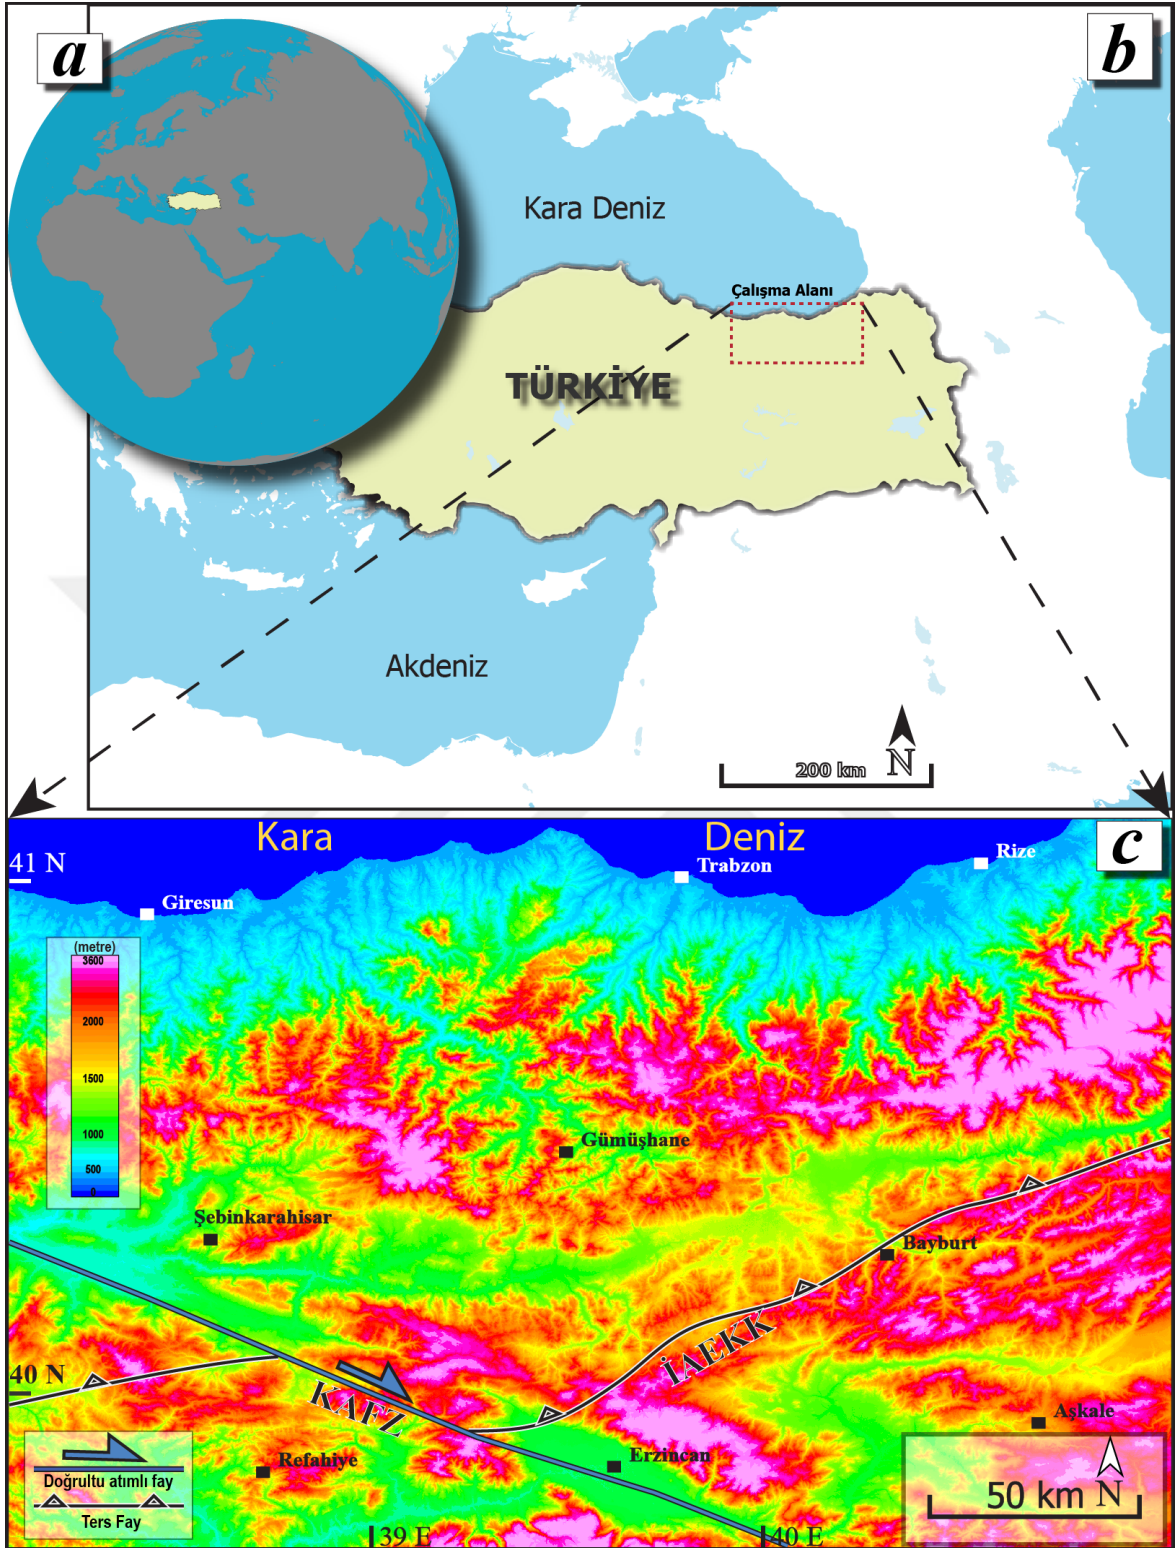 a
b
Kara Deniz
Çalışma Alanı
TÜRKİYE
Akdeniz
200 km
N
Kara Deniz
c
41 N
Rize
Trabzon
Giresun
(metre)
3600
2000
1500
1000
500
0
Gümüşhane
Şebinkarahisar
Bayburt
İAEKK
40 N
KAFZ
Aşkale
Refahiye
Erzincan
Doğrultu atımlı fay
Ters Fay
50 km N
39 E
40 E